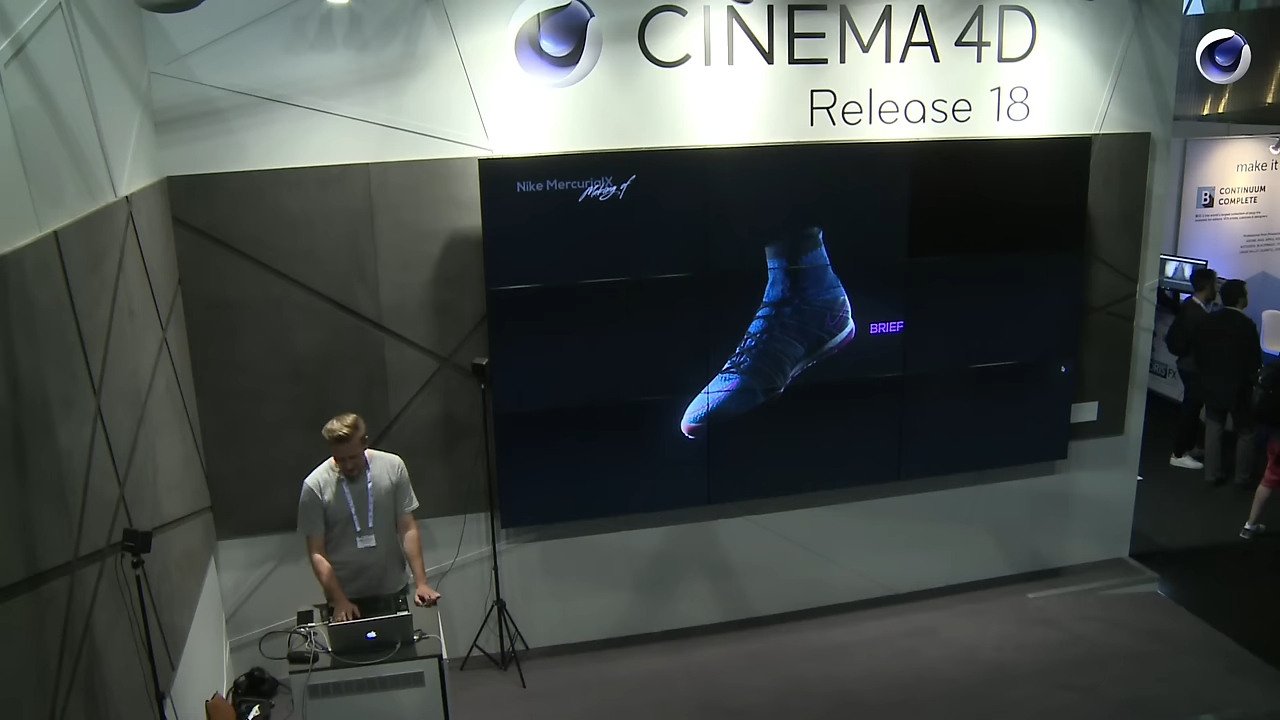 CINEMA 4D
Release 18
Nike MercurialX
Making of
BRIEF
make it
CONTINUUM
COMPLETE